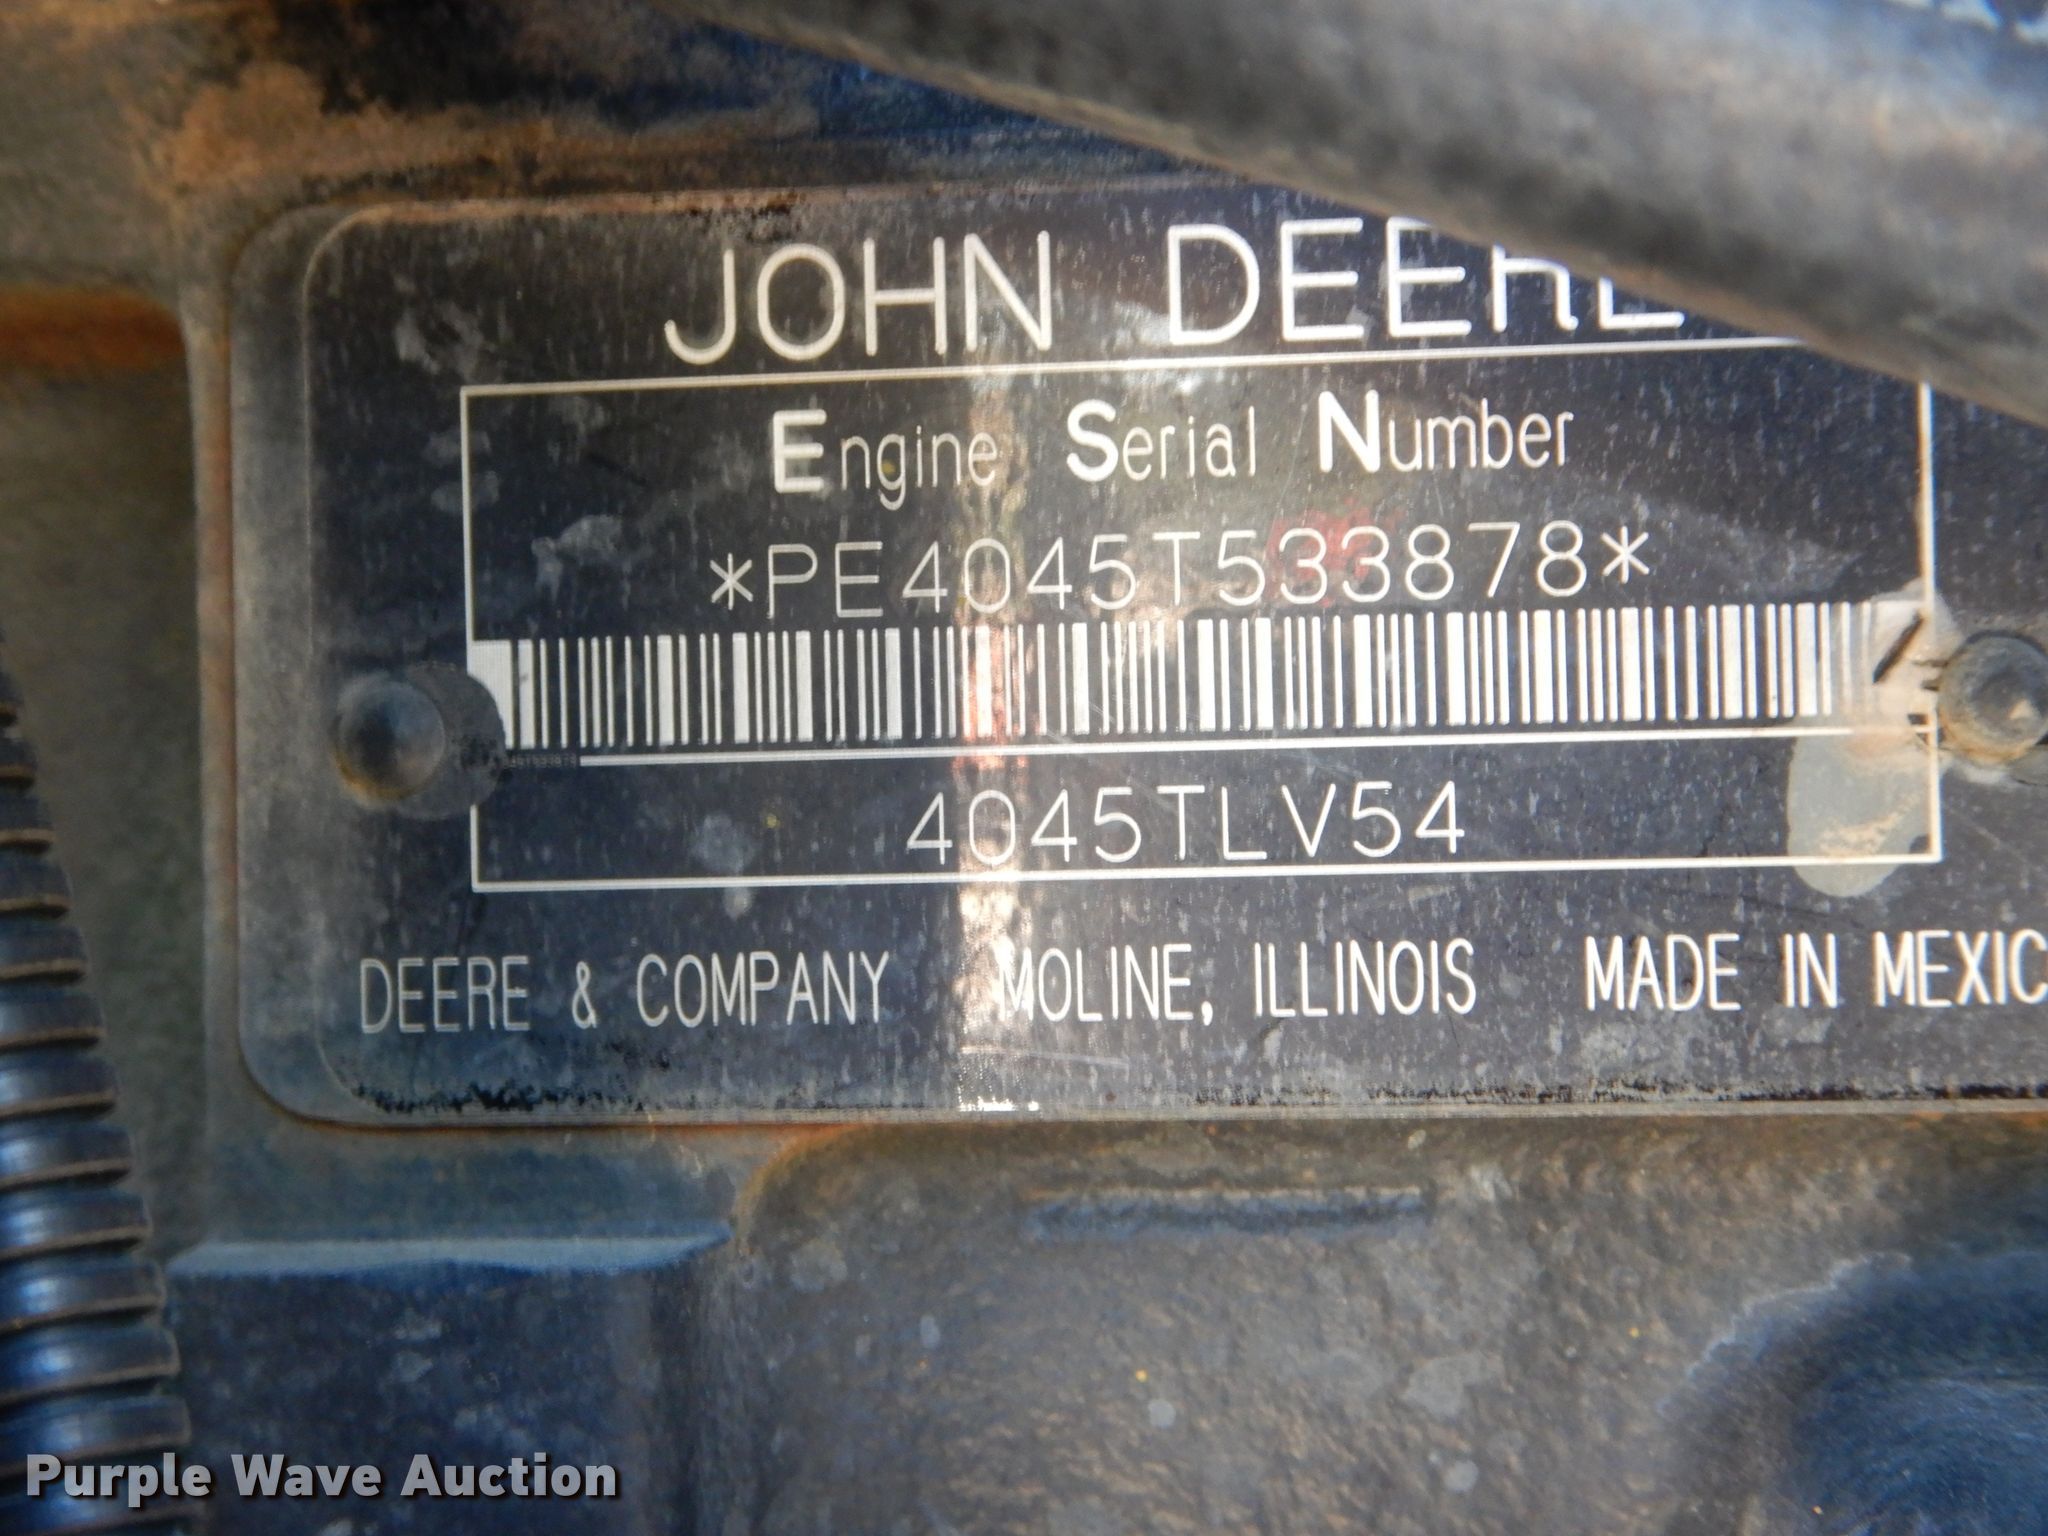 JOHN DEERE
Engine Serial Number
*PE4045T533878*
4045TLV54
DEERE & COMPANY MOLINE, ILLINOIS MADE IN MEXIC
Purple Wave Auction